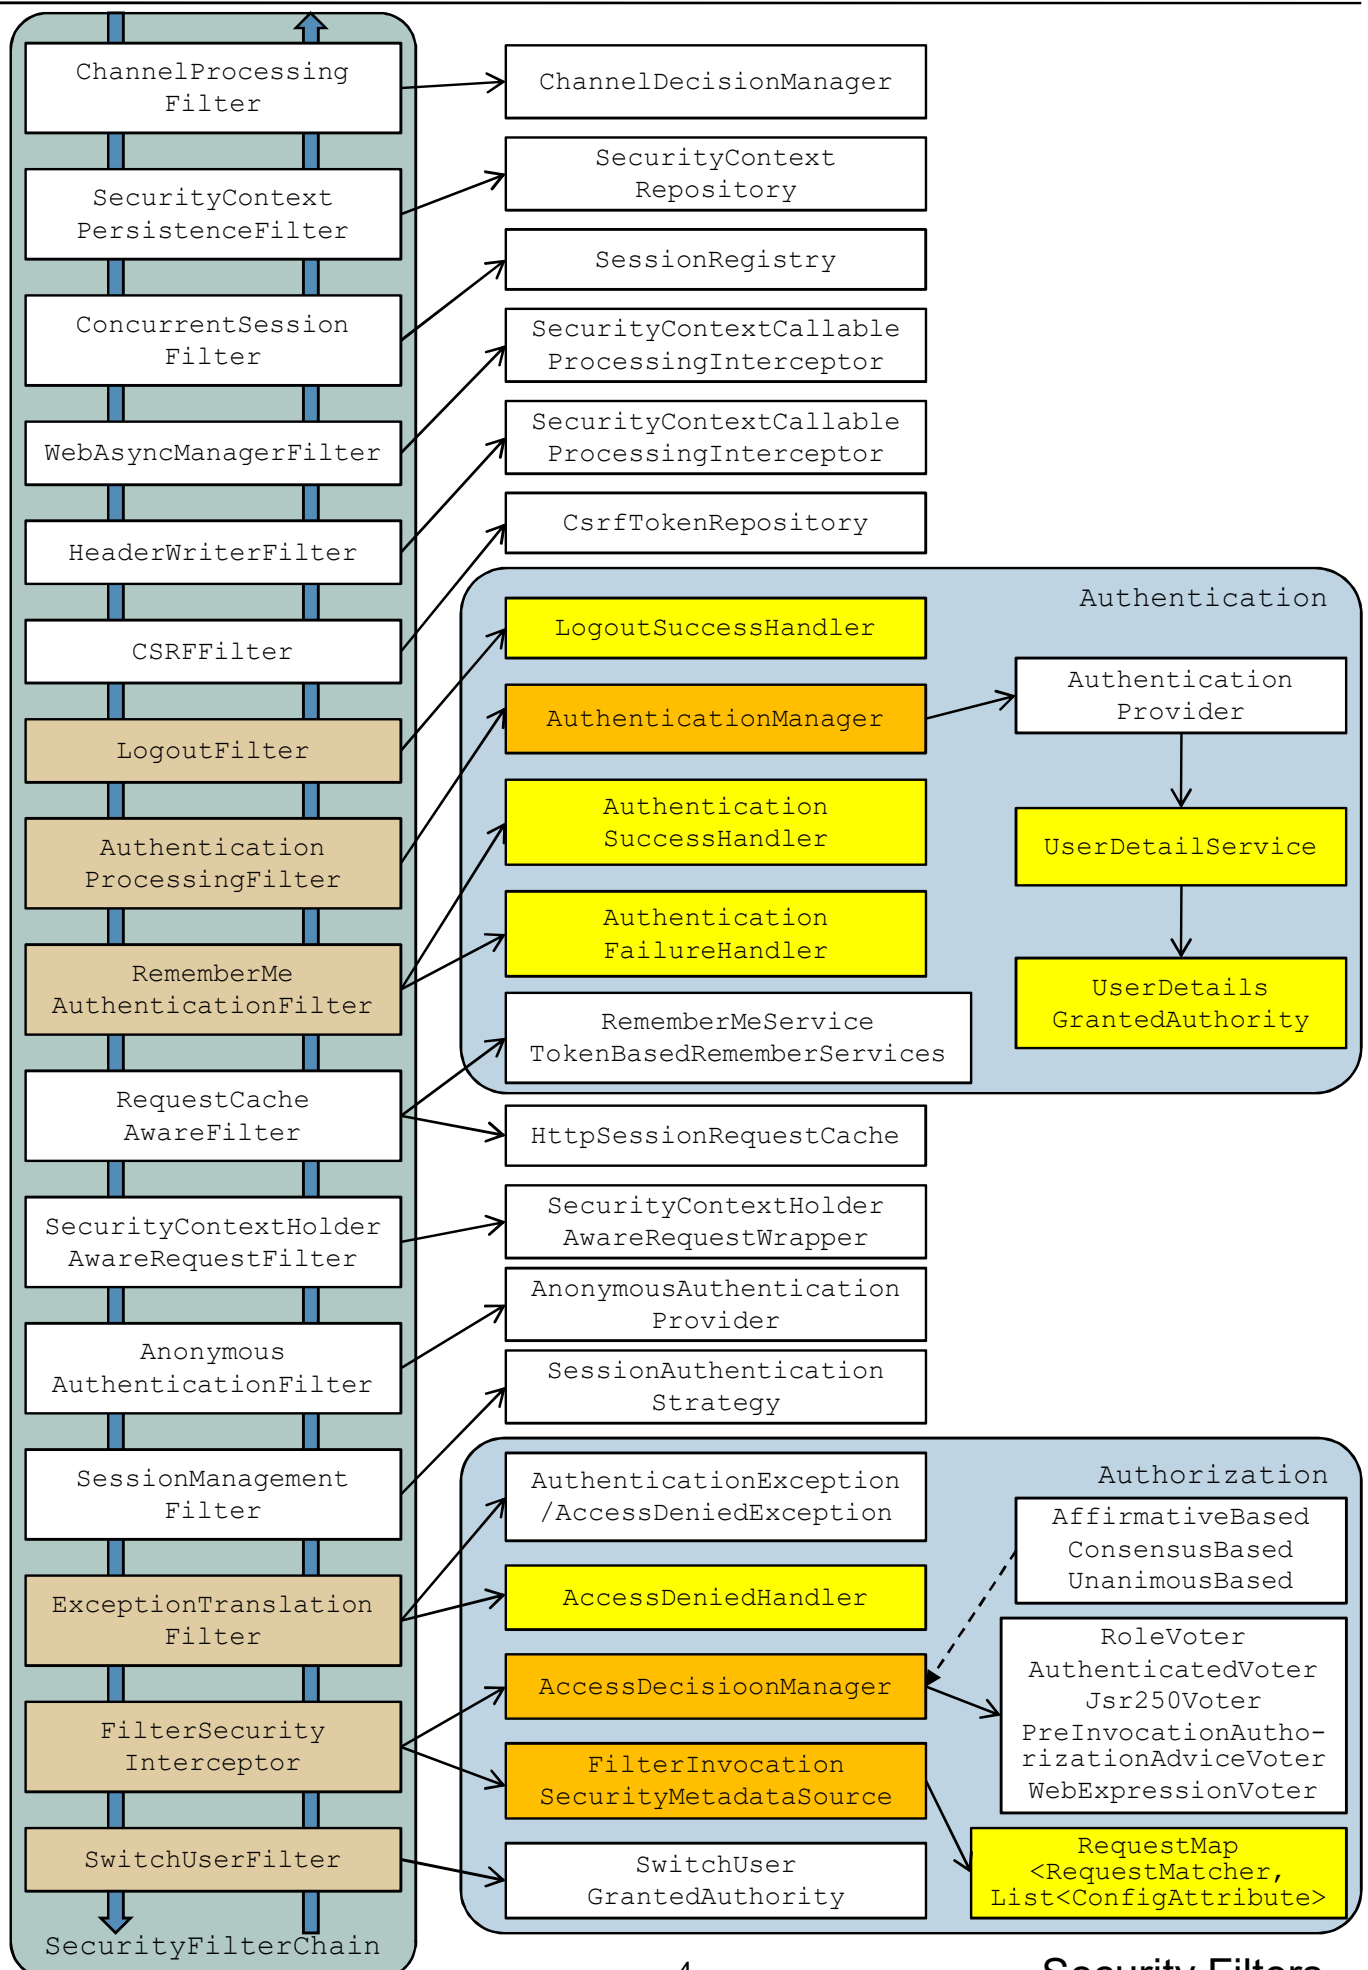 ChannelProcessing
Filter
ChannelDecisionManager
SecurityContext
PersistenceFilter
SecurityContext
Repository
ConcurrentSession
Filter
SessionRegistry
WebAsyncManagerFilter
SecurityContextCallable
ProcessingInterceptor
HeaderWriterFilter
SecurityContextCallable
ProcessingInterceptor
CSRFFilter
CsrfTokenRepository
Authentication
LogoutFilter
LogoutSuccessHandler
Authentication
ProcessingFilter
AuthenticationManager
Authentication
Provider
RememberMe
AuthenticationFilter
Authentication
SuccessHandler
UserDetailService
Authentication
FailureHandler
UserDetails
GrantedAuthority
RequestCache
AwareFilter
RememberMeService
TokenBasedRememberServices
HttpSessionRequestCache
SecurityContextHolder
AwareRequestFilter
SecurityContextHolder
AwareRequestWrapper
Anonymous
AuthenticationFilter
AnonymousAuthentication
Provider
SessionManagement
Filter
SessionAuthentication
Strategy
Authorization
ExceptionTranslation
Filter
AuthenticationException
/AccessDeniedException
AffirmativeBased
ConsensusBased
UnanimousBased
AccessDeniedHandler
FilterSecurity
Interceptor
AccessDecisioonManager
RoleVoter
AuthenticatedVoter
Jsr250Voter
PreInvocationAutho-
rizationAdviceVoter
WebExpressionVoter
FilterInvocation
SecurityMetadataSource
SwitchUserFilter
SwitchUser
GrantedAuthority
RequestMap
<RequestMatcher,
List<ConfigAttribute>
SecurityFilterChain
4
Security Filters